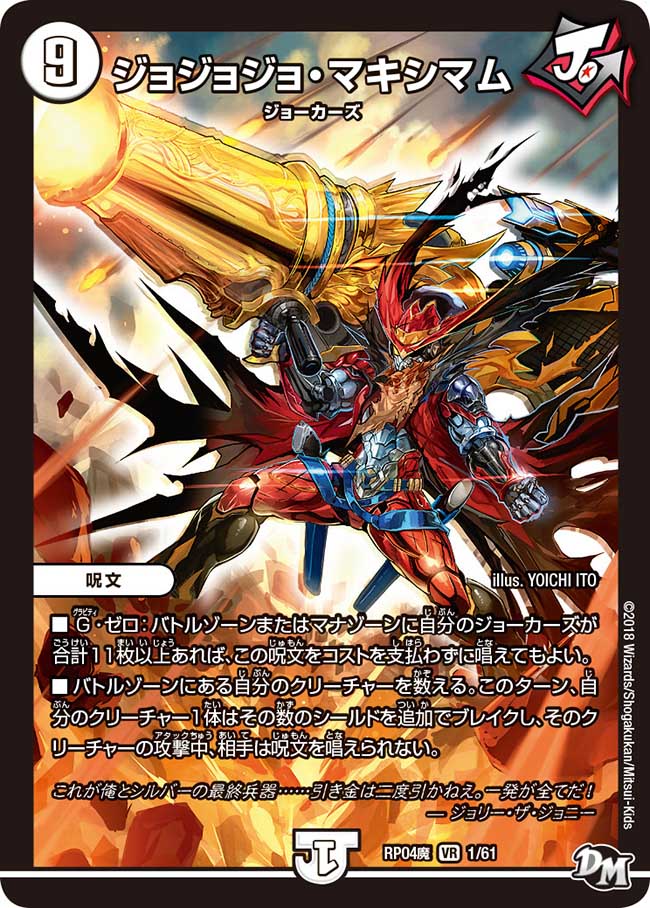 9
ジョジョジョ・マキシマム
ジョーカーズ
J
呪文
illus. YOICHI ITO
■G・ゼロ:バトルゾーンまたはマナゾーンに自分のジョーカーズが
合計11枚以上あれば、この呪文をコストを支払わずに唱えてもよい。
■バトルゾーンにある自分のクリーチャーを数える。このターン、自
分のクリーチャー1体はその数のシールドを追加でブレイクし、そのク
リーチャーの攻撃中、相手は呪文を唱えられない。
これが俺とシルバーの最終兵器……引き金は二度引かねえ。一発が全てだ!
— ジョリー・ザ・ジョニー
©2018 Wizards/Shogakukan/Mitsui-Kids
RP04魔 VR 1/61
DM